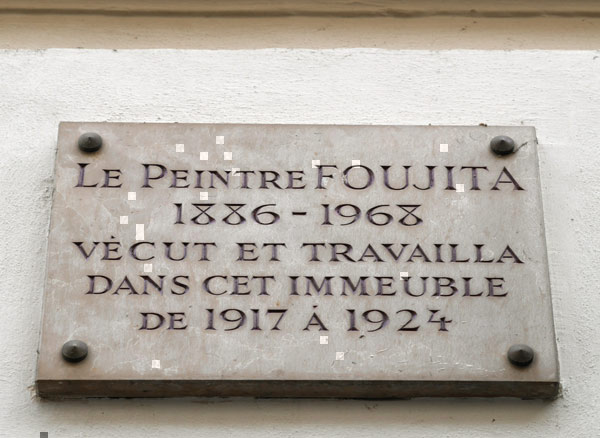 LE PEINTRE FOUJITA
1886-1968
VÉCUT ET TRAVAILLA
DANS CET IMMEUBLE
DE 1917 À 1924